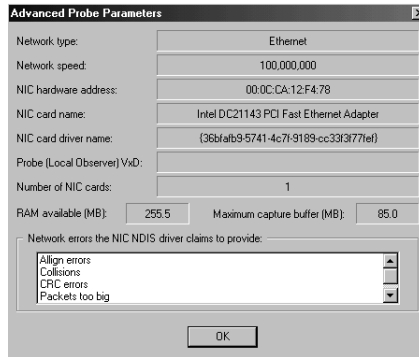 Advanced Probe Parameters
Network type: Ethernet
Network speed: 100,000,000
NIC hardware address: 00:0C:CA:12:F4:78
NIC card name: Intel DC21143 PCI Fast Ethernet Adapter
NIC card driver name: {36bfafb9-5741-4c7f-9189-cc33f3f77fef}
Probe (Local Observer) VxD:
Number of NIC cards: 1
RAM available (MB): 255.5 Maximum capture buffer (MB): 85.0
Network errors the NIC NDIS driver claims to provide:
Allign errors
Collisions
CRC errors
Packets too big
OK